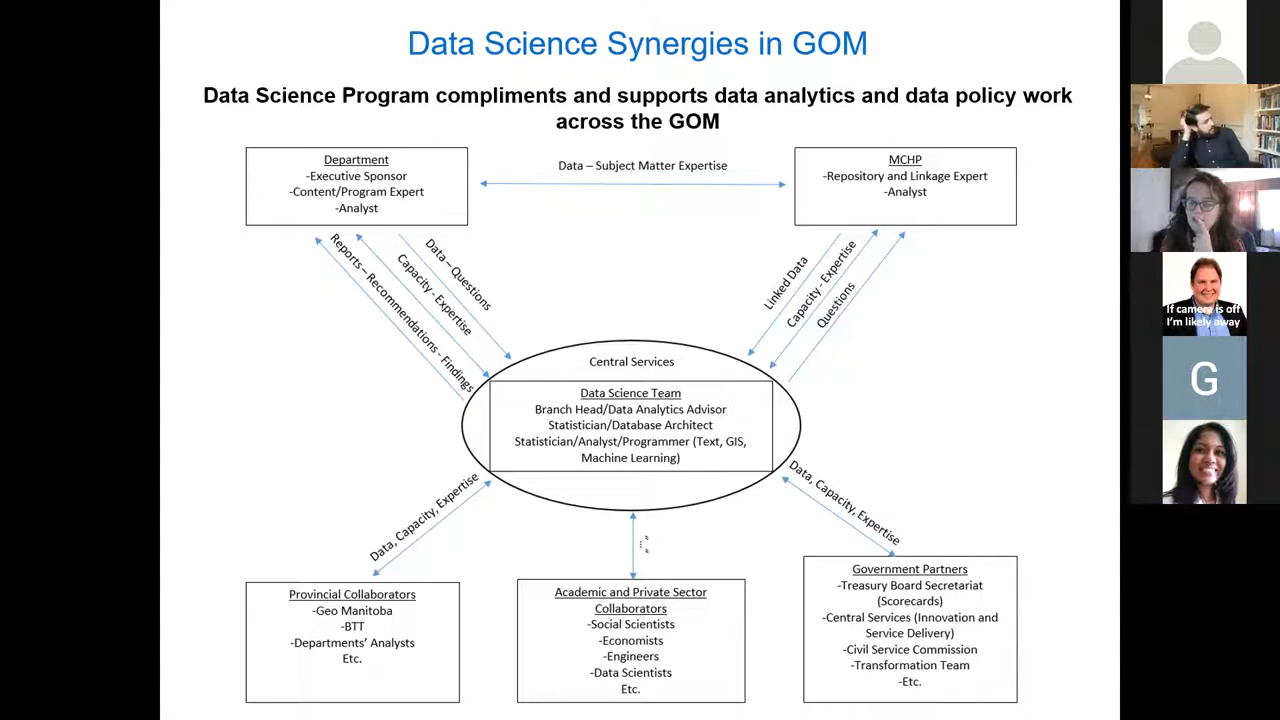 Data Science Synergies in GOM
Data Science Program compliments and supports data analytics and data policy work
across the GOM
Department
-Executive Sponsor
-Content/Program Expert
-Analyst
Data – Subject Matter Expertise
MCHP
-Repository and Linkage Expert
-Analyst
Reports – Recommendations - Findings
Capacity - Expertise
Data – Questions
Linked Data
Capacity - Expertise
Questions
Central Services
Data Science Team
Branch Head/Data Analytics Advisor
Statistician/Database Architect
Statistician/Analyst/Programmer (Text, GIS,
Machine Learning)
Data, Capacity, Expertise
"…"
Data, Capacity, Expertise
Provincial Collaborators
-Geo Manitoba
-BTT
-Departments' Analysts
Etc.
Academic and Private Sector
Collaborators
-Social Scientists
-Economists
-Engineers
-Data Scientists
Etc.
Government Partners
-Treasury Board Secretariat
(Scorecards)
-Central Services (Innovation and
Service Delivery)
-Civil Service Commission
-Transformation Team
-Etc.
If camera is off
I'm likely away
G